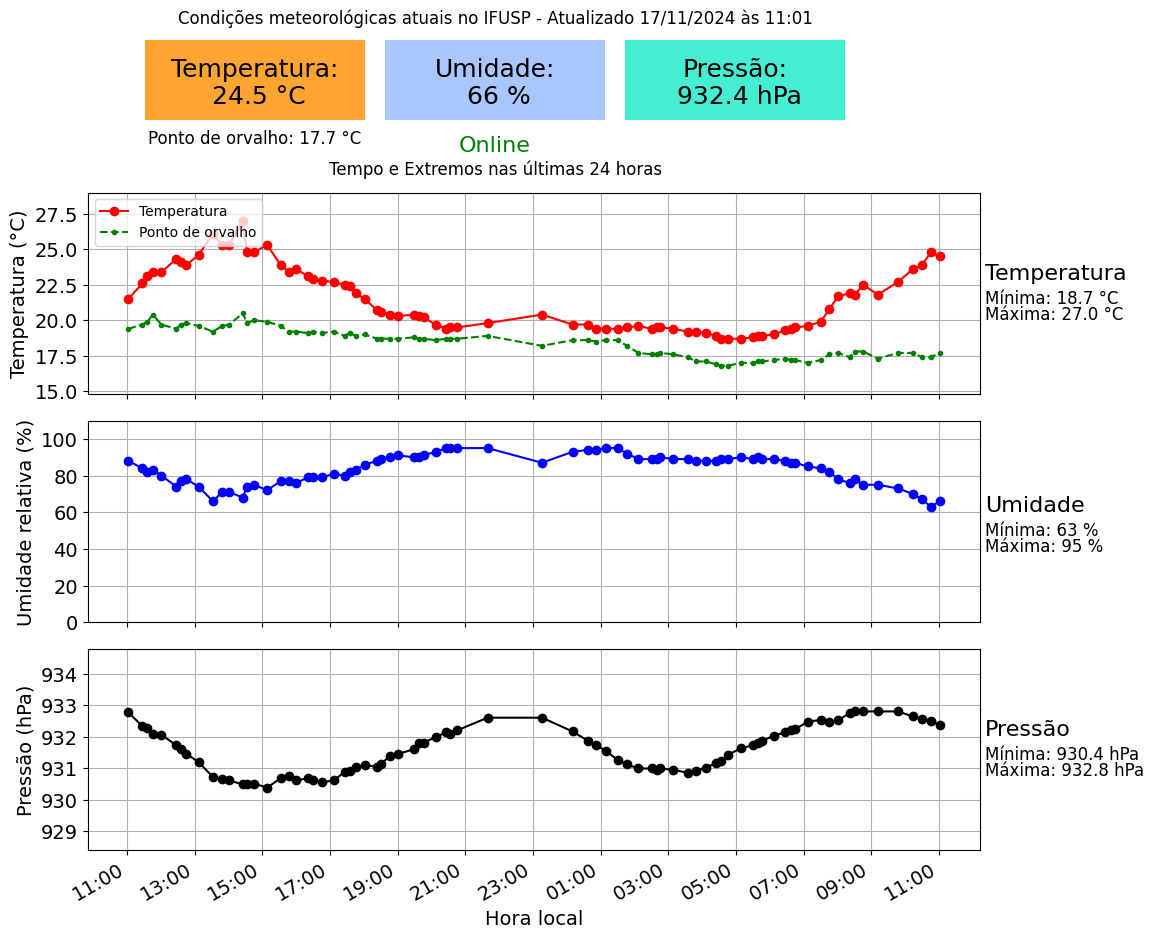 Condições meteorológicas atuais no IFUSP - Atualizado 17/11/2024 às 11:01
Temperatura:
24.5 °C
Umidade:
66 %
Pressão:
932.4 hPa
Ponto de orvalho: 17.7 °C
Online
Tempo e Extremos nas últimas 24 horas
Temperatura (°C)
27.5
25.0
22.5
20.0
17.5
15.0
Temperatura
Ponto de orvalho
Temperatura
Mínima: 18.7 °C
Máxima: 27.0 °C
Umidade relativa (%)
100
80
60
40
20
0
Umidade
Mínima: 63 %
Máxima: 95 %
Pressão (hPa)
934
933
932
931
930
929
Pressão
Mínima: 930.4 hPa
Máxima: 932.8 hPa
11:00
13:00
15:00
17:00
19:00
21:00
23:00
01:00
03:00
05:00
07:00
09:00
11:00
Hora local